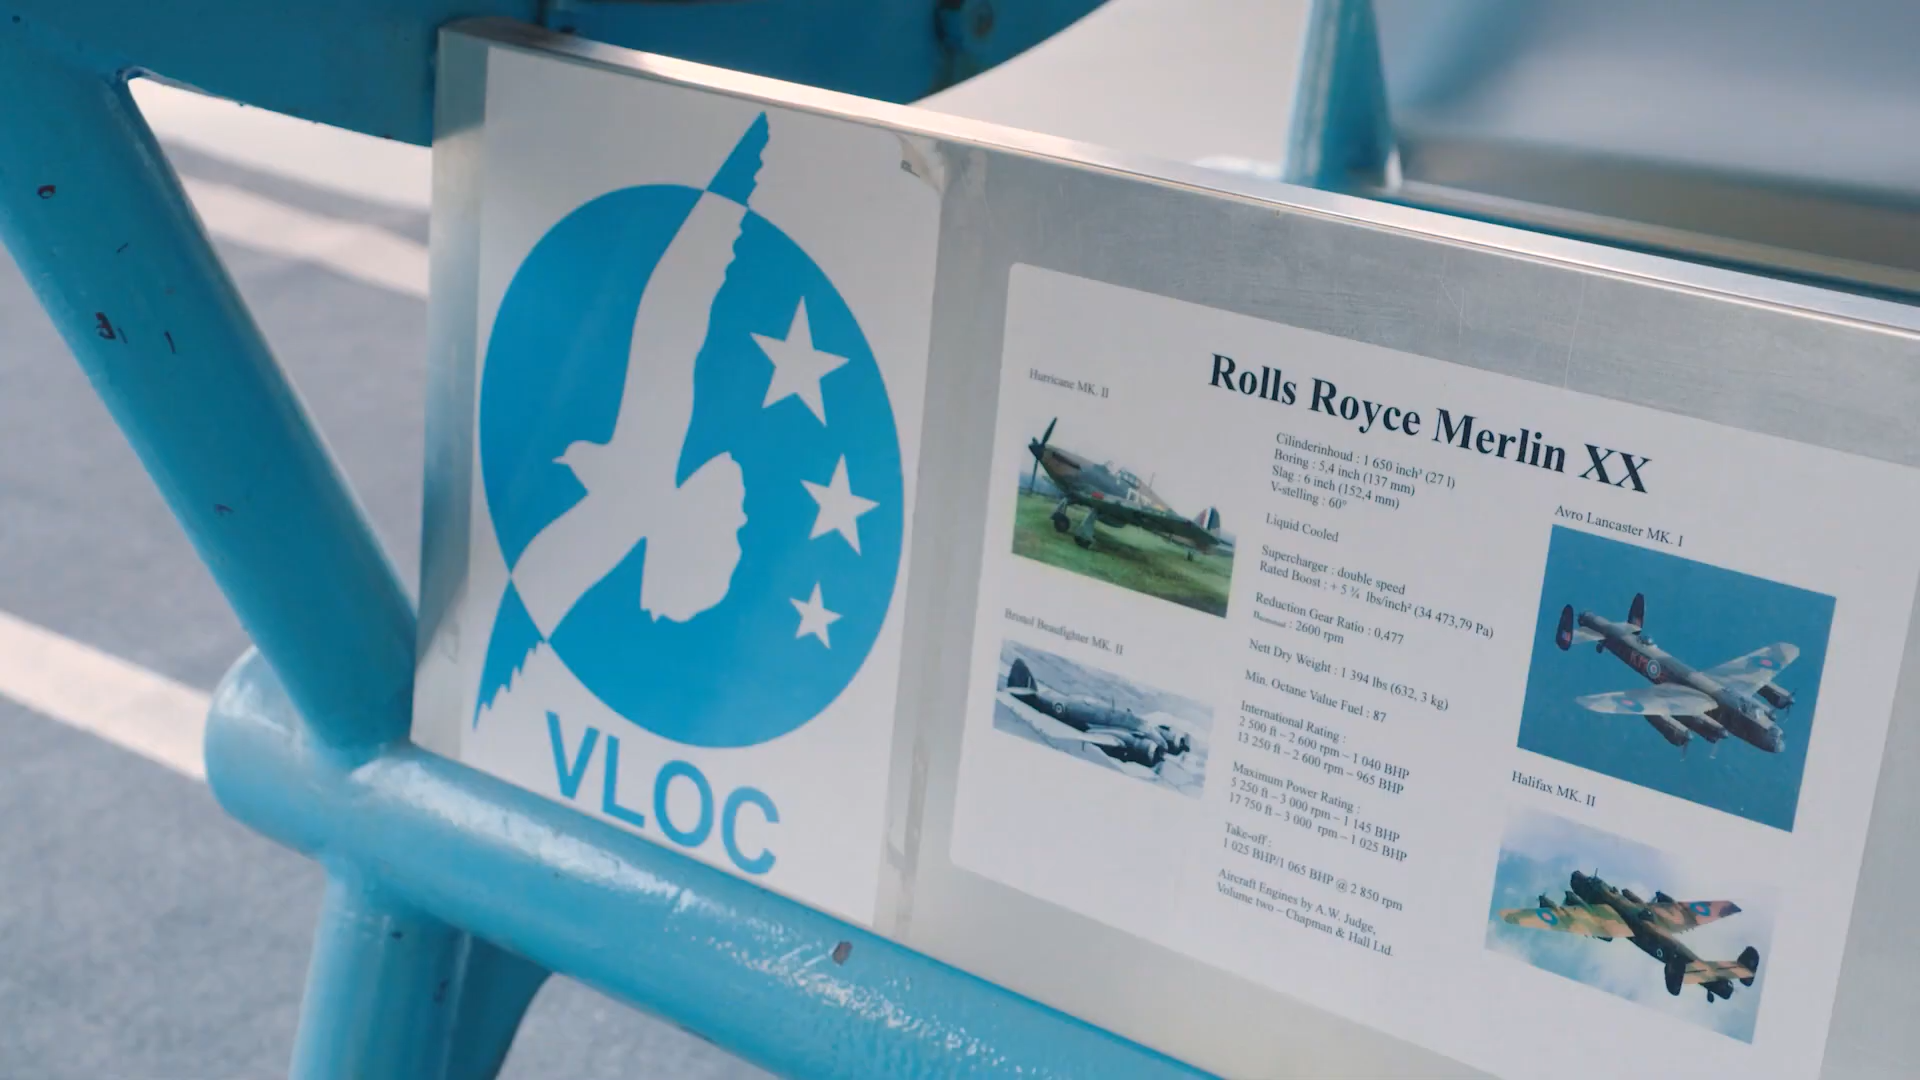 VLOC
Rolls Royce Merlin XX
Hurricane MK. II
Bristol Beaufighter MK. II
Cilinderinhoud : 1 650 inch³ (27 l)
Boring : 5,4 inch (137 mm)
Slag : 6 inch (152,4 mm)
V-stelling : 60°
Liquid Cooled
Supercharger : double speed
Rated Boost : + 5 ¾ lbs/inch² (34 473,79 Pa)
Reduction Gear Ratio : 0,477
: 2600 rpm
Nett Dry Weight : 1 394 lbs (632, 3 kg)
Min. Octane Value Fuel : 87
International Rating :
2 500 ft – 2 600 rpm – 1 040 BHP
13 250 ft – 2 600 rpm – 965 BHP
Maximum Power Rating :
5 250 ft – 3 000 rpm – 1 145 BHP
17 750 ft – 3 000 rpm – 1 025 BHP
Take-off :
1 025 BHP/1 065 BHP @ 2 850 rpm
Aircraft Engines by A.W. Judge,
Volume two – Chapman & Hall Ltd.
Avro Lancaster MK. I
Halifax MK. II